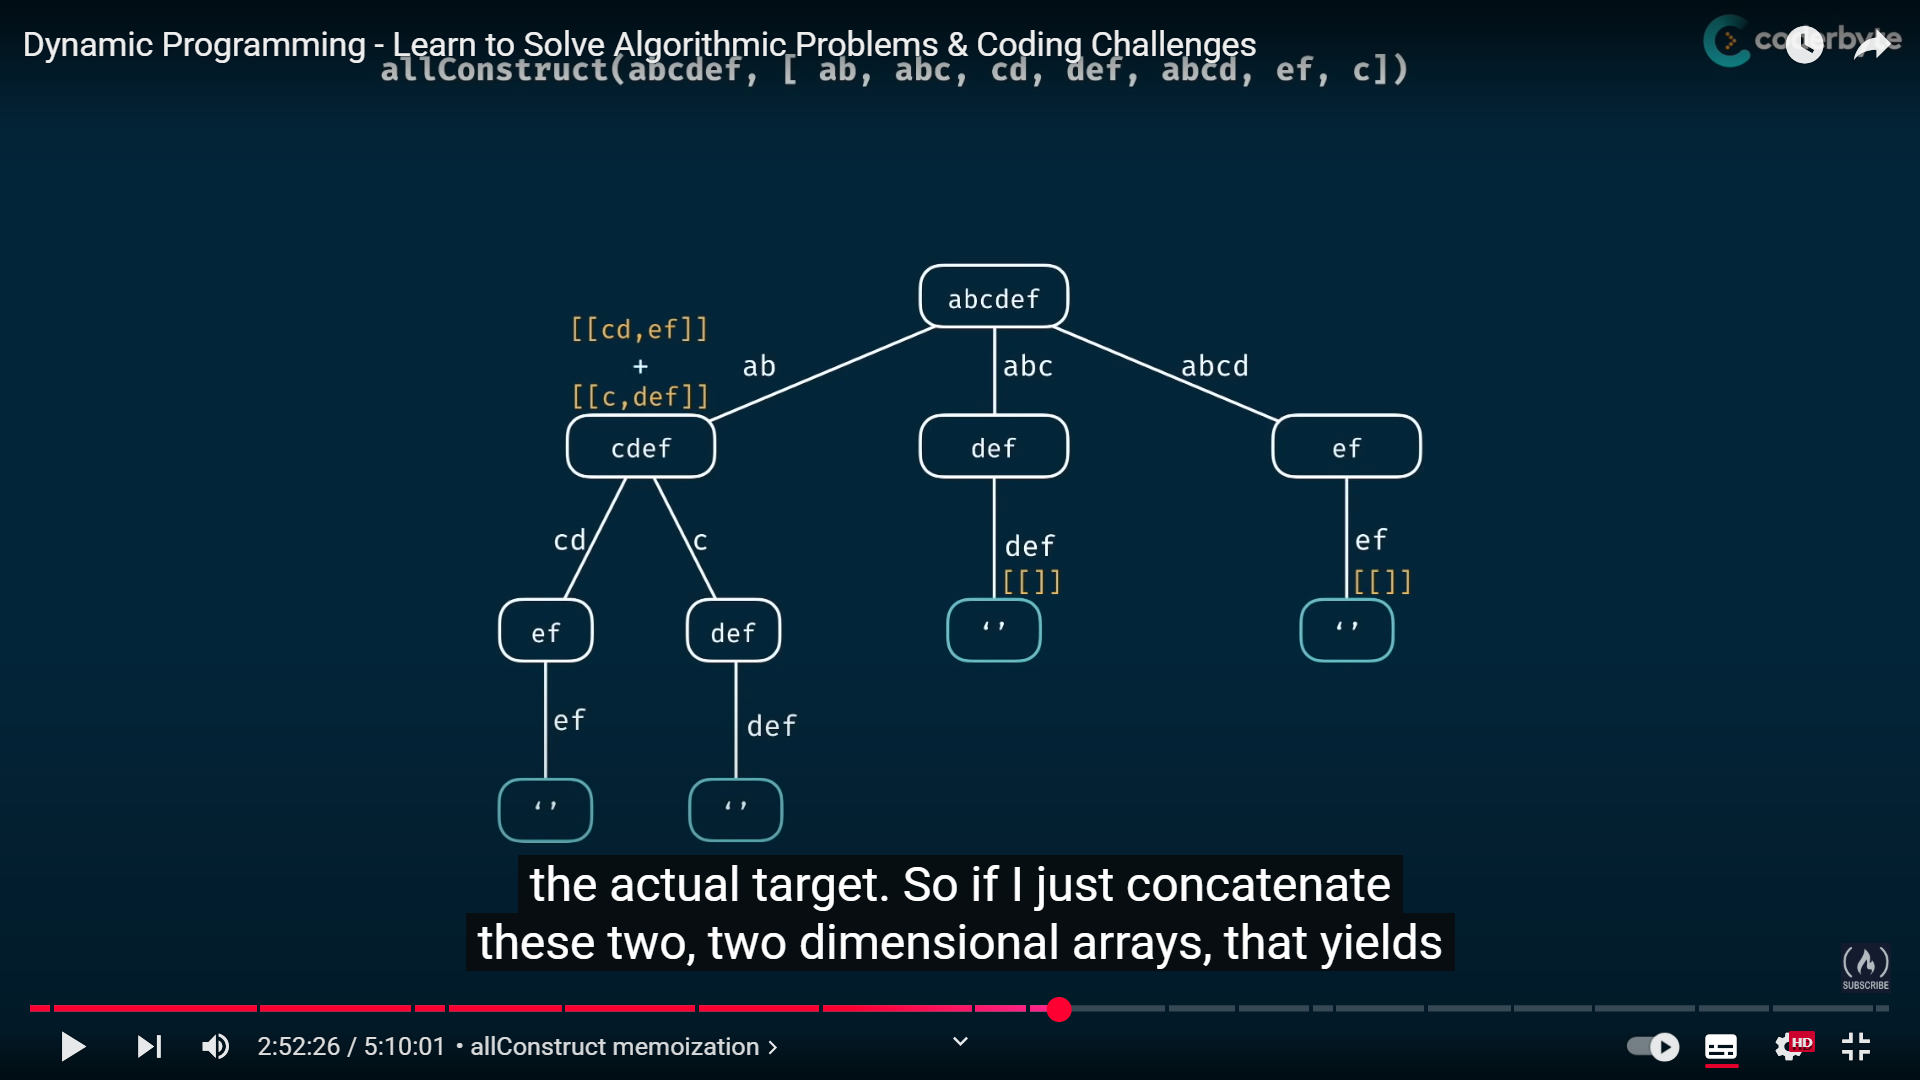 Dynamic Programming - Learn to Solve Algorithmic Problems & Coding Challenges
coderbyte
allConstruct(abcdef, [ ab, abc, cd, def, abcd, ef, c])
abcdef
[[cd,ef]]
+
[[c,def]]
ab
abc
abcd
cdef
def
ef
cd
c
def
[[]]
ef
[[]]
ef
def
‘’
‘’
ef
def
‘’
‘’
the actual target. So if I just concatenate
these two, two dimensional arrays, that yields
SUBSCRIBE
2:52:26 / 5:10:01 • allConstruct memoization
HD